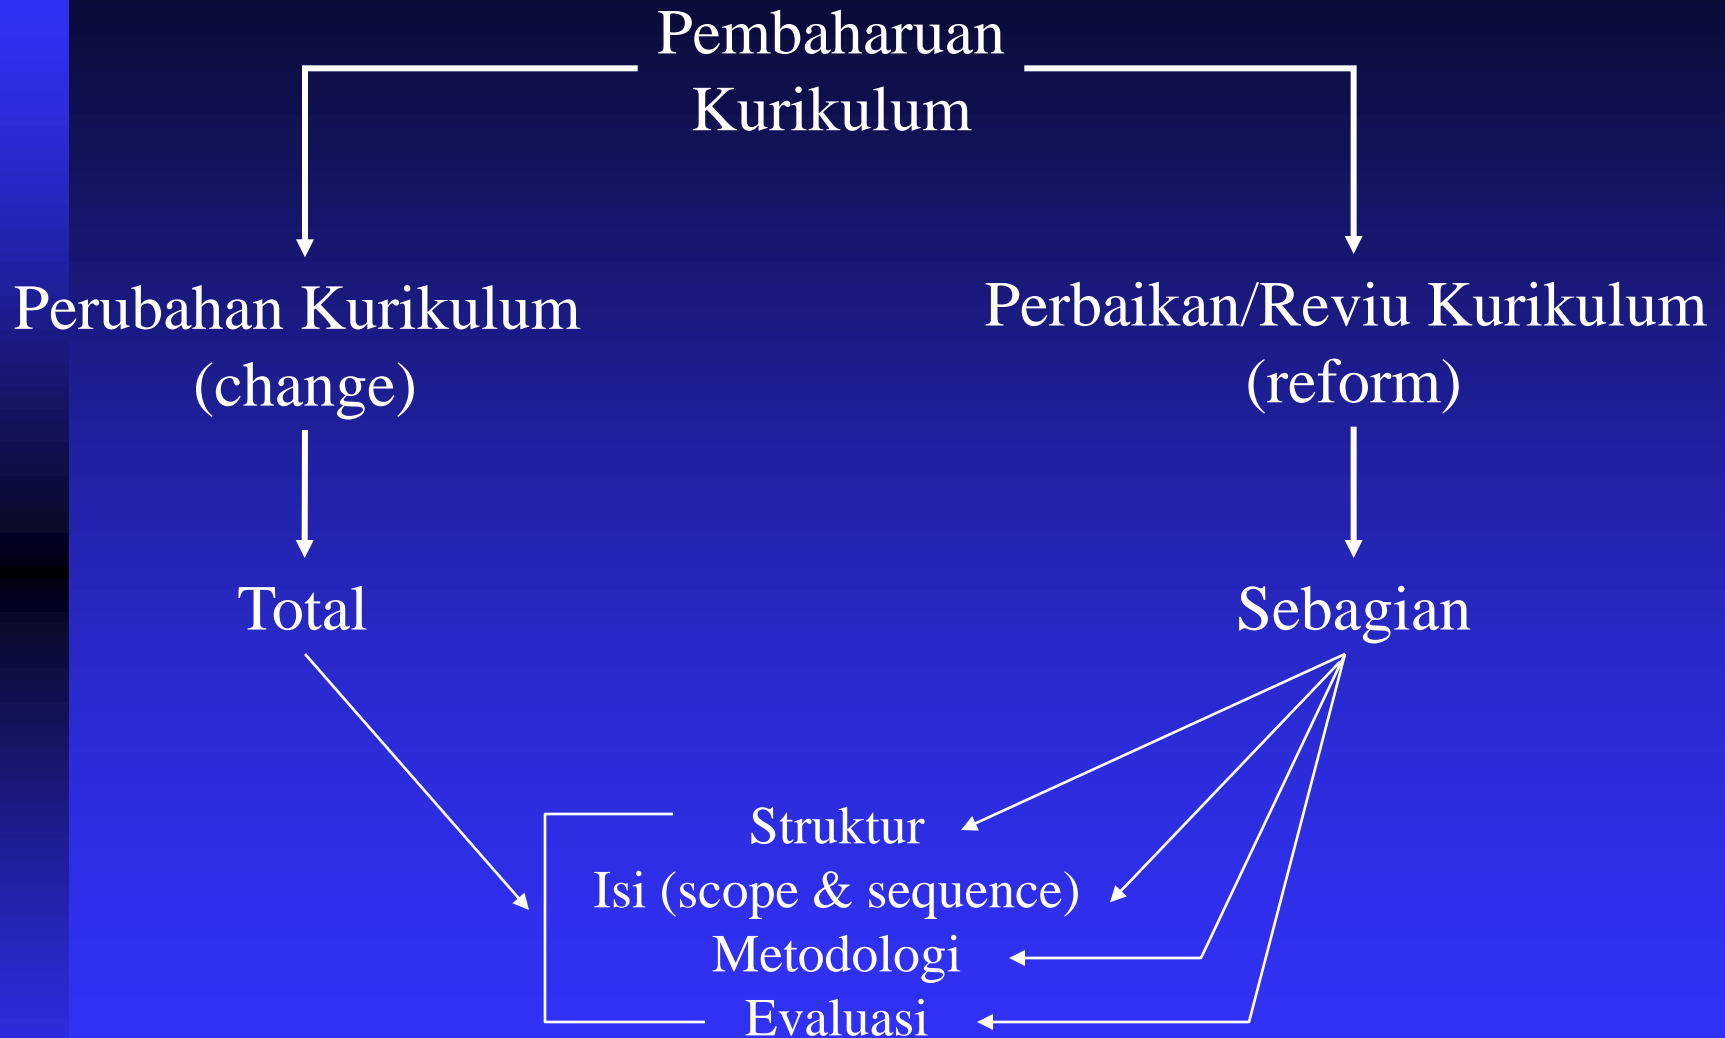 Pembaharuan
Kurikulum
Perubahan Kurikulum
(change)
Perbaikan/Reviu Kurikulum
(reform)
Total
Sebagian
Struktur
Isi (scope & sequence)
Metodologi
Evaluasi